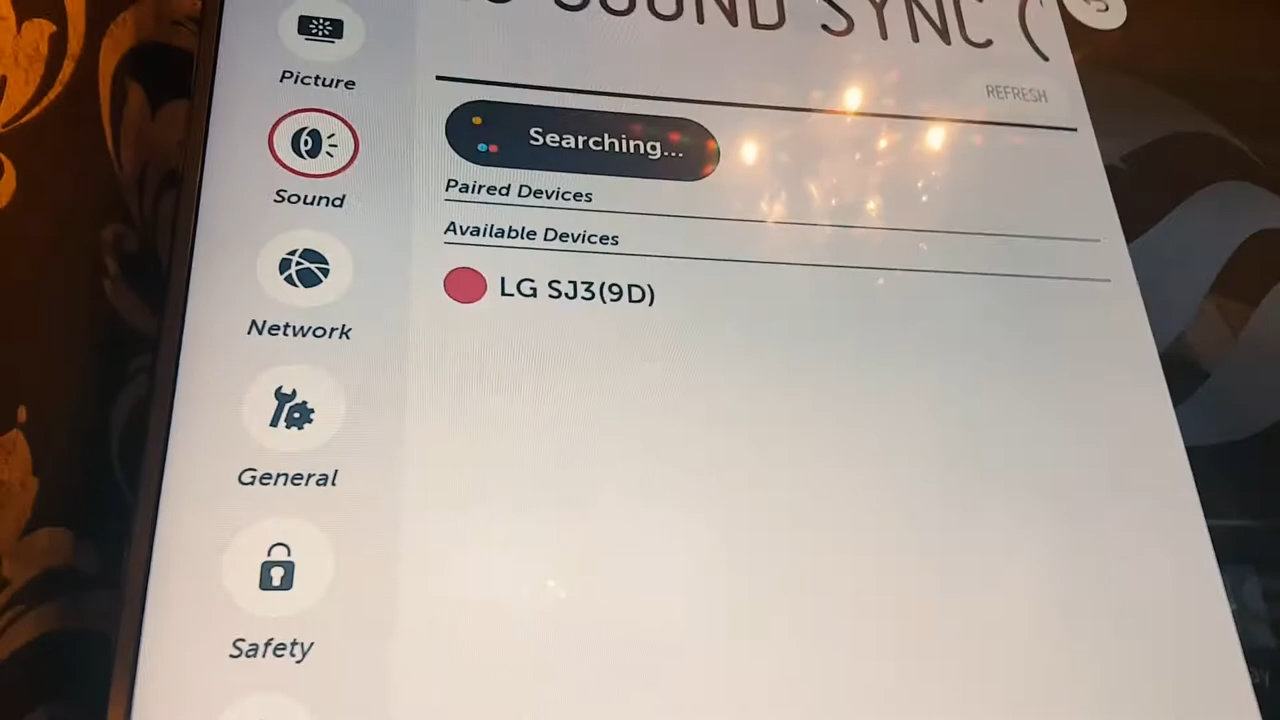 SOUND SYNC (
REFRESH
Picture
Searching...
Sound
Paired Devices
Available Devices
LG SJ3(9D)
Network
General
Safety